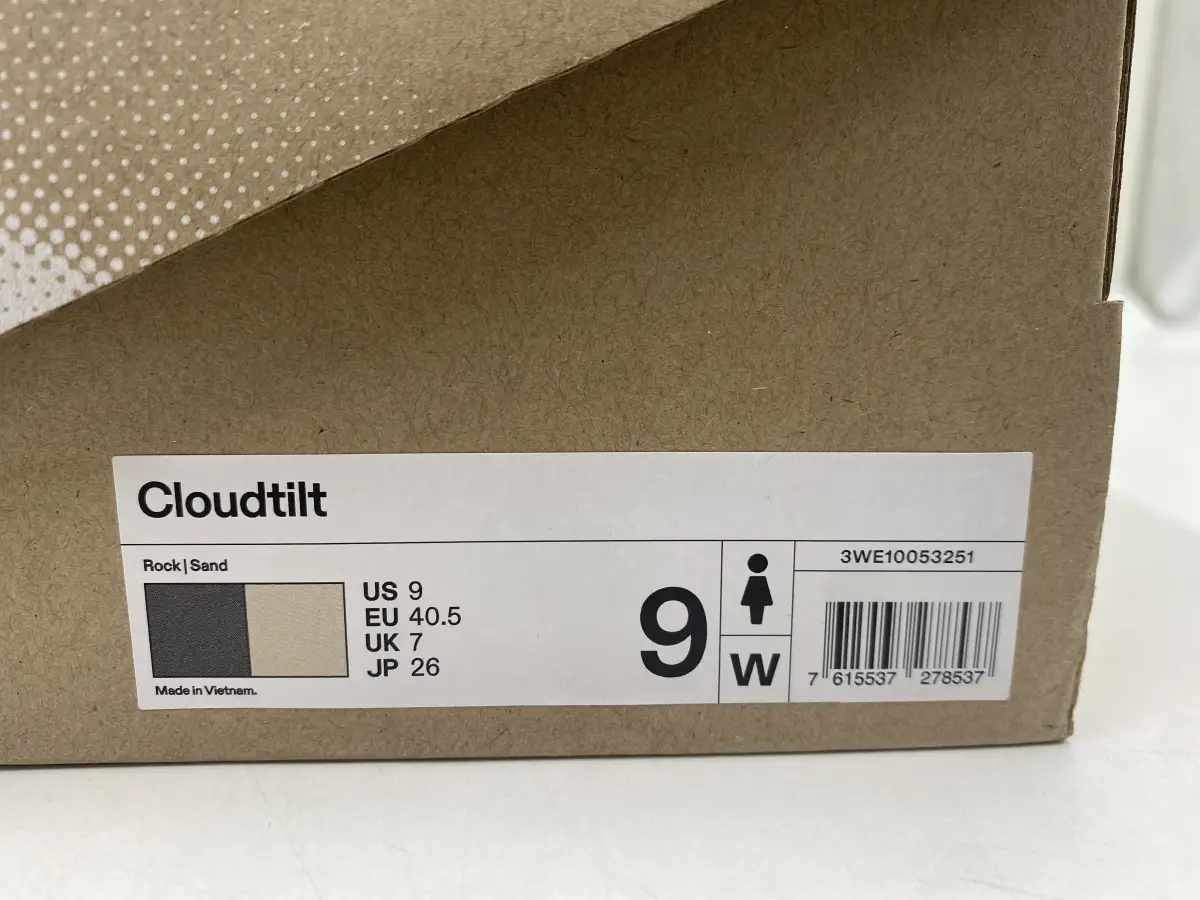 Cloudtilt
Rock|Sand
US 9
EU 40.5
UK 7
JP 26
Made in Vietnam.
9
W
3WE10053251
7 615537 278537